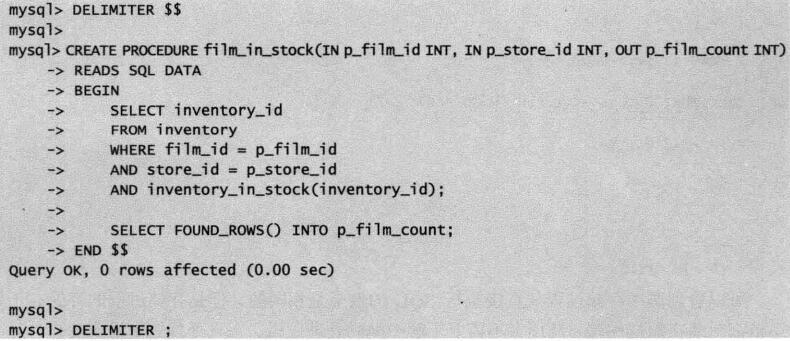 mysql> DELIMITER $$
mysql>
mysql> CREATE PROCEDURE film_in_stock(IN p_film_id INT, IN p_store_id INT, OUT p_film_count INT)
    -> READS SQL DATA
    -> BEGIN
    ->      SELECT inventory_id
    ->      FROM inventory
    ->      WHERE film_id = p_film_id
    ->      AND store_id = p_store_id
    ->      AND inventory_in_stock(inventory_id);
    ->
    ->      SELECT FOUND_ROWS() INTO p_film_count;
    -> END $$
Query OK, 0 rows affected (0.00 sec)
mysql>
mysql> DELIMITER ;